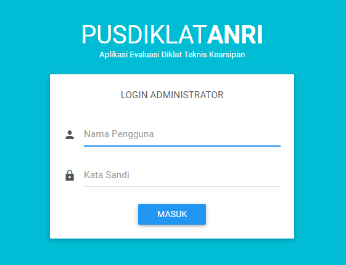 PUSDIKLATANRI
Aplikasi Evaluasi Diklat Teknis Kearsipan
LOGIN ADMINISTRATOR
Nama Pengguna
Kata Sandi
MASUK